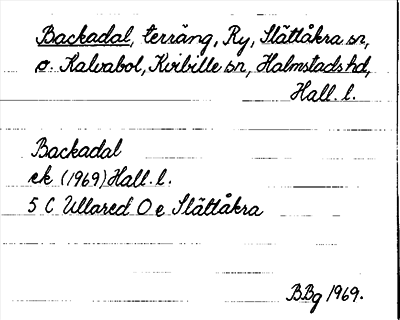 Backadal, terräng, Ry, Slättåkra sn,
o. Kalvabol, Kvibille sn, Halmstads hd,
Hall. l.
Backadal
ek (1969) Hall. l.
5 C Ullared O e Slättåkra
BBg 1969.